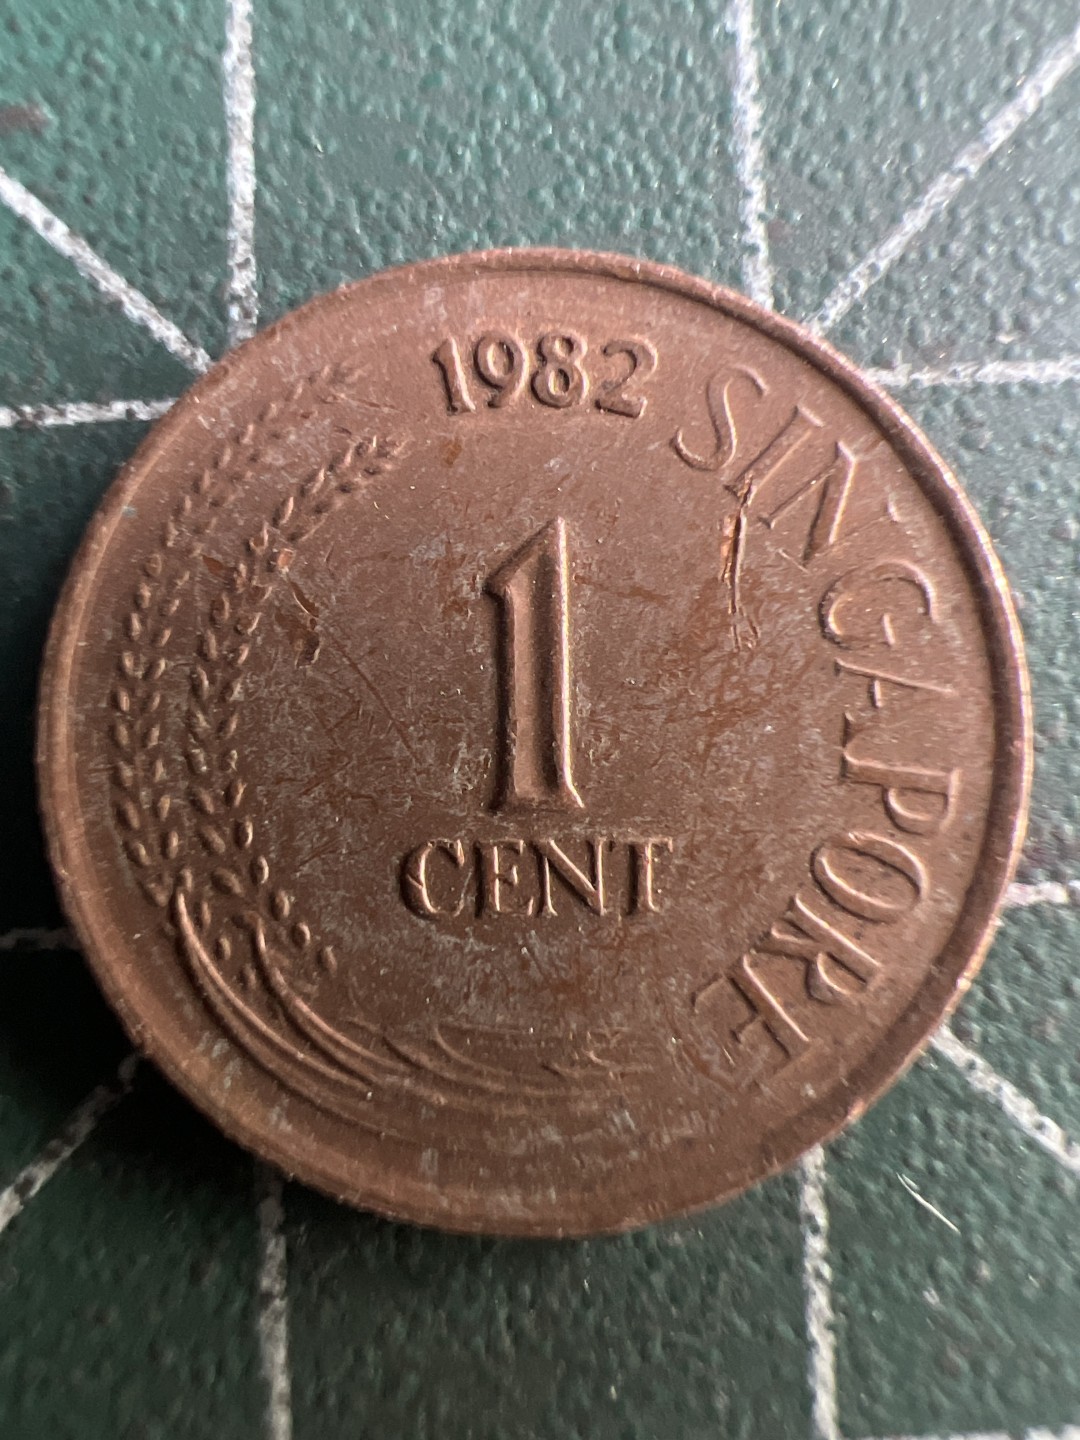 1982
SINGAPORE
1
CENT